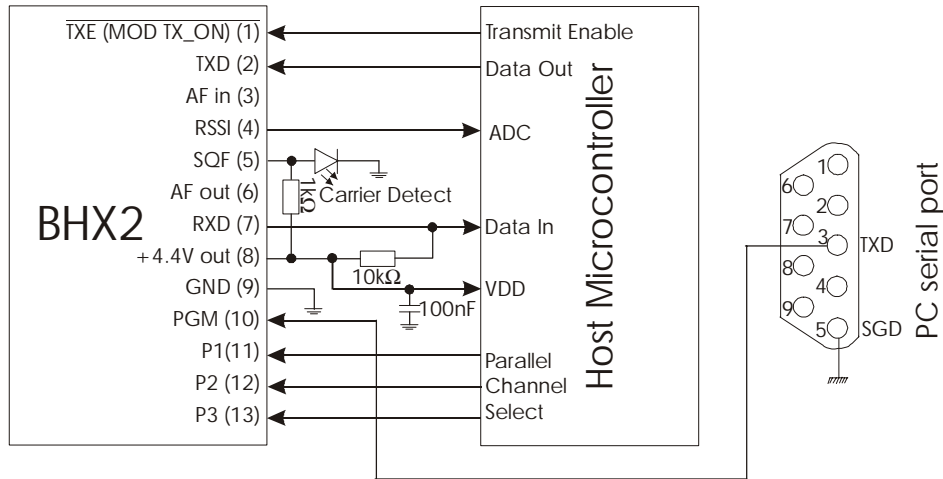 TXE (MOD TX_ON) (1)
TXD (2)
AF in (3)
RSSI (4)
SQF (5)
AF out (6)
RXD (7)
+4.4V out (8)
GND (9)
PGM (10)
P1(11)
P2 (12)
P3 (13)
BHX2
1kΩ
Carrier Detect
10kΩ
100nF
Transmit Enable
Data Out
ADC
Data In
VDD
Parallel
Channel
Select
Host Microcontroller
1
6
2
7
3
TXD
8
4
9
5
SGD
PC serial port